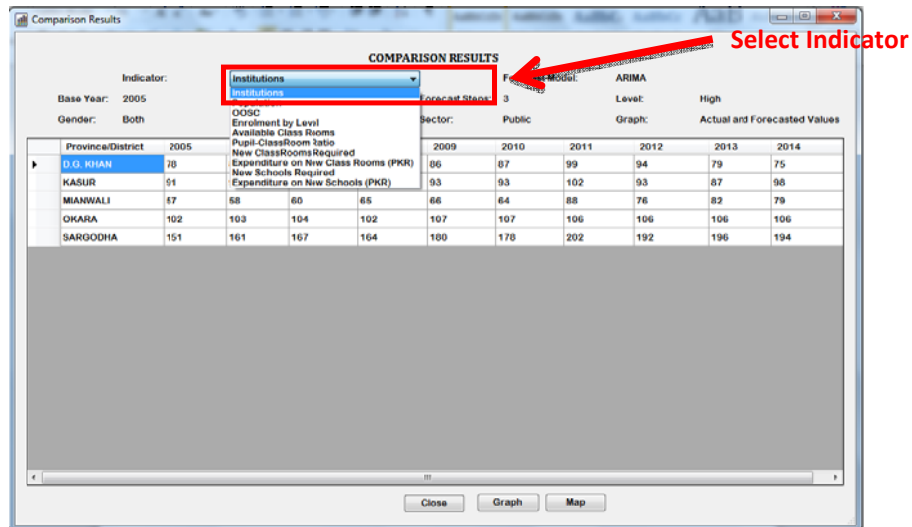 Comparison Results
Select Indicator
COMPARISON RESULTS
Indicator: Institutions Model: ARIMA
Base Year: 2005 Forecast Steps: 3 Level: High
Gender: Both Sector: Public Graph: Actual and Forecasted Values
Institutions
Population
OOSC
Enrolment by Level
Available Class Rooms
Pupil-ClassRoom Ratio
New ClassRoomsRequired
Expenditure on New Class Rooms (PKR)
New Schools Required
Expenditure on New Schools (PKR)
Province/District 2005 2009 2010 2011 2012 2013 2014
D.G. KHAN 78 86 87 99 94 79 75
KASUR 91 93 93 102 93 87 98
MIANWALI 57 58 60 65 66 64 88 76 82 79
OKARA 102 103 104 102 107 107 106 106 106 106
SARGODHA 151 161 167 164 180 178 202 192 196 194
Close Graph Map